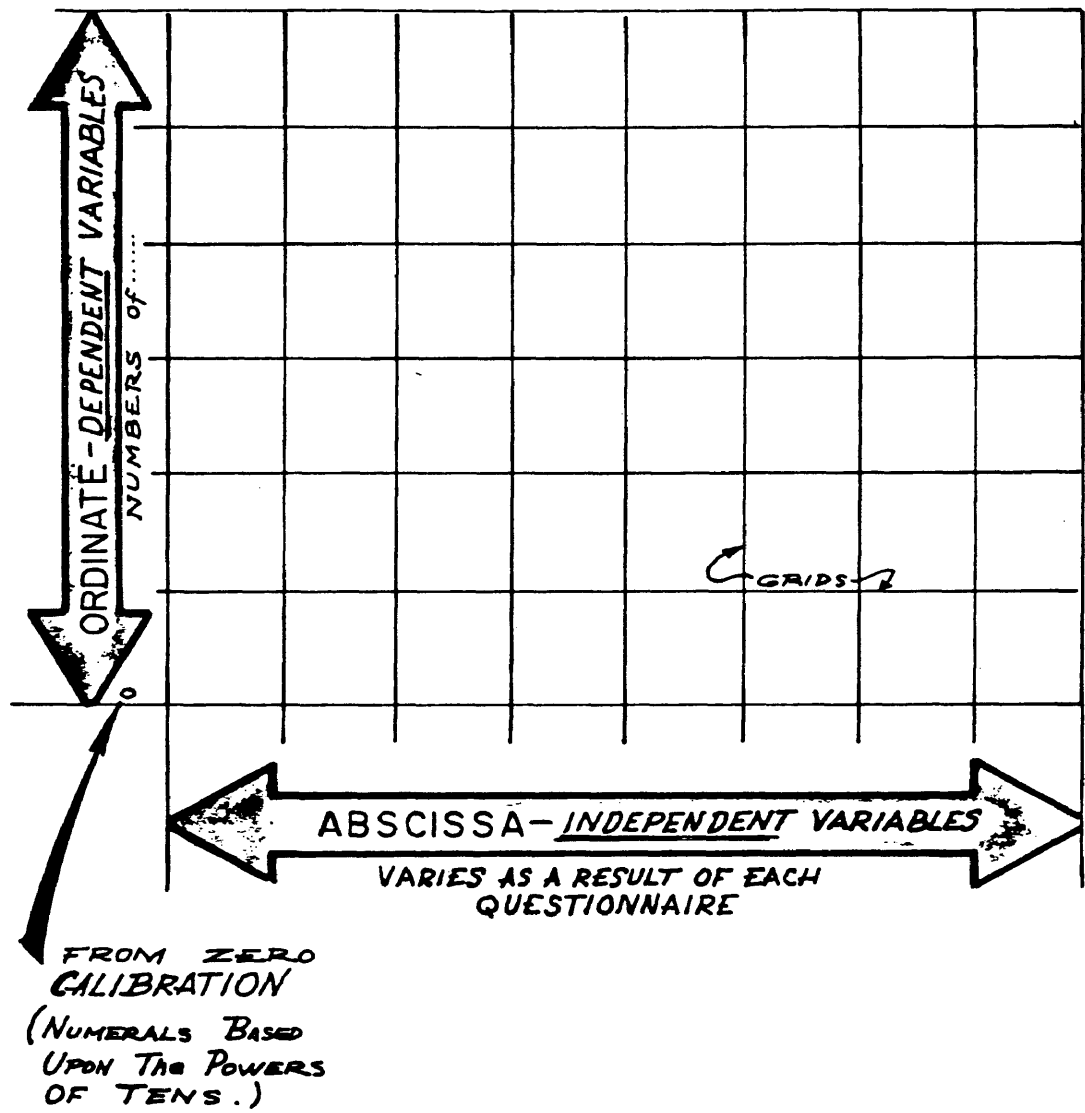 ORDINATE - DEPENDENT VARIABLES
NUMBERS of......
GRIDS
0
ABSCISSA - INDEPENDENT VARIABLES
VARIES AS A RESULT OF EACH
QUESTIONNAIRE
FROM ZERO
CALIBRATION
(NUMERALS BASED
UPON The POWERS
OF TENS.)